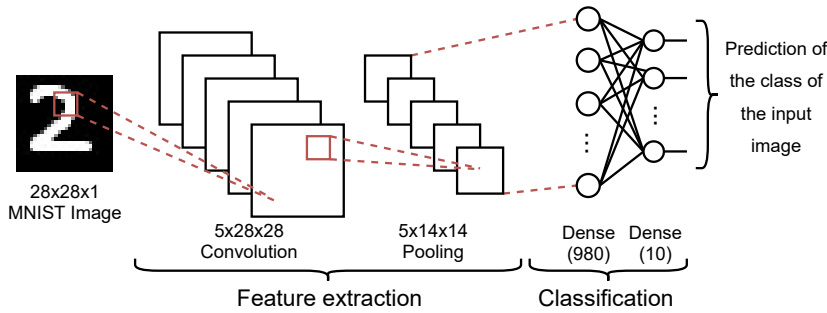 28x28x1
MNIST Image
5x28x28
Convolution
5x14x14
Pooling
Feature extraction
...
...
Dense
(980)
Dense
(10)
Classification
Prediction of
the class of
the input
image